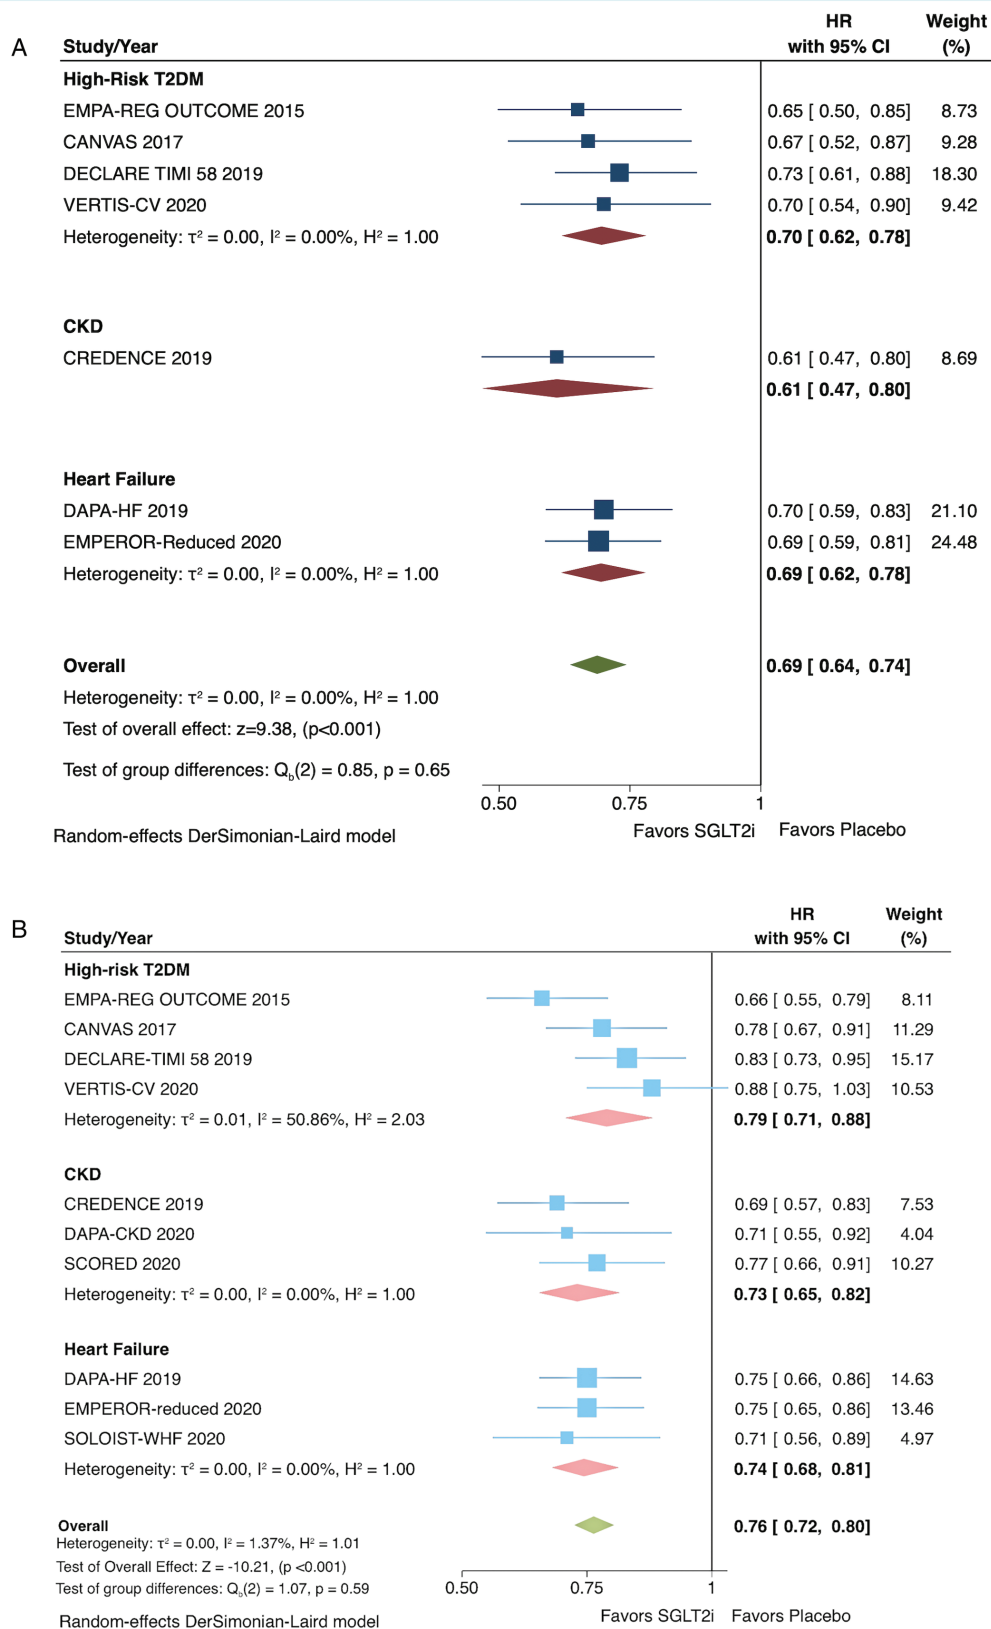 A
HR Weight
Study/Year with 95% CI (%)
High-Risk T2DM
EMPA-REG OUTCOME 2015 0.65 [ 0.50, 0.85] 8.73
CANVAS 2017 0.67 [ 0.52, 0.87] 9.28
DECLARE TIMI 58 2019 0.73 [ 0.61, 0.88] 18.30
VERTIS-CV 2020 0.70 [ 0.54, 0.90] 9.42
Heterogeneity: τ² = 0.00, I² = 0.00%, H² = 1.00 0.70 [ 0.62, 0.78]
CKD
CREDENCE 2019 0.61 [ 0.47, 0.80] 8.69
0.61 [ 0.47, 0.80]
Heart Failure
DAPA-HF 2019 0.70 [ 0.59, 0.83] 21.10
EMPEROR-Reduced 2020 0.69 [ 0.59, 0.81] 24.48
Heterogeneity: τ² = 0.00, I² = 0.00%, H² = 1.00 0.69 [ 0.62, 0.78]
Overall 0.69 [ 0.64, 0.74]
Heterogeneity: τ² = 0.00, I² = 0.00%, H² = 1.00
Test of overall effect: z=9.38, (p<0.001)
Test of group differences: Q_b(2) = 0.85, p = 0.65
0.50 0.75 1
Favors SGLT2i Favors Placebo
Random-effects DerSimonian-Laird model
B
HR Weight
Study/Year with 95% CI (%)
High-risk T2DM
EMPA-REG OUTCOME 2015 0.66 [ 0.55, 0.79] 8.11
CANVAS 2017 0.78 [ 0.67, 0.91] 11.29
DECLARE-TIMI 58 2019 0.83 [ 0.73, 0.95] 15.17
VERTIS-CV 2020 0.88 [ 0.75, 1.03] 10.53
Heterogeneity: τ² = 0.01, I² = 50.86%, H² = 2.03 0.79 [ 0.71, 0.88]
CKD
CREDENCE 2019 0.69 [ 0.57, 0.83] 7.53
DAPA-CKD 2020 0.71 [ 0.55, 0.92] 4.04
SCORED 2020 0.77 [ 0.66, 0.91] 10.27
Heterogeneity: τ² = 0.00, I² = 0.00%, H² = 1.00 0.73 [ 0.65, 0.82]
Heart Failure
DAPA-HF 2019 0.75 [ 0.66, 0.86] 14.63
EMPEROR-reduced 2020 0.75 [ 0.65, 0.86] 13.46
SOLOIST-WHF 2020 0.71 [ 0.56, 0.89] 4.97
Heterogeneity: τ² = 0.00, I² = 0.00%, H² = 1.00 0.74 [ 0.68, 0.81]
Overall 0.76 [ 0.72, 0.80]
Heterogeneity: τ² = 0.00, I² = 1.37%, H² = 1.01
Test of Overall Effect: Z = -10.21, (p <0.001)
Test of group differences: Q_b(2) = 1.07, p = 0.59
0.50 0.75 1
Favors SGLT2i Favors Placebo
Random-effects DerSimonian-Laird model